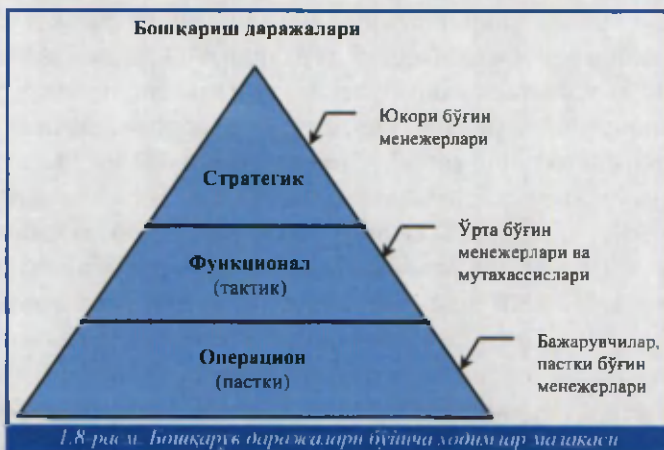 Бошқариш даражалари
Юкори бўғин
менежерлари
Стратегик
Ўрта бўғин
менежерлари ва
мутахассислари
Функционал
(тактик)
Бажарувчилар,
пастки бўғин
менежерлари
Операцион
(пастки)
1.8-расм. Бошқарув даражалари бўйича ходимлар малакаси